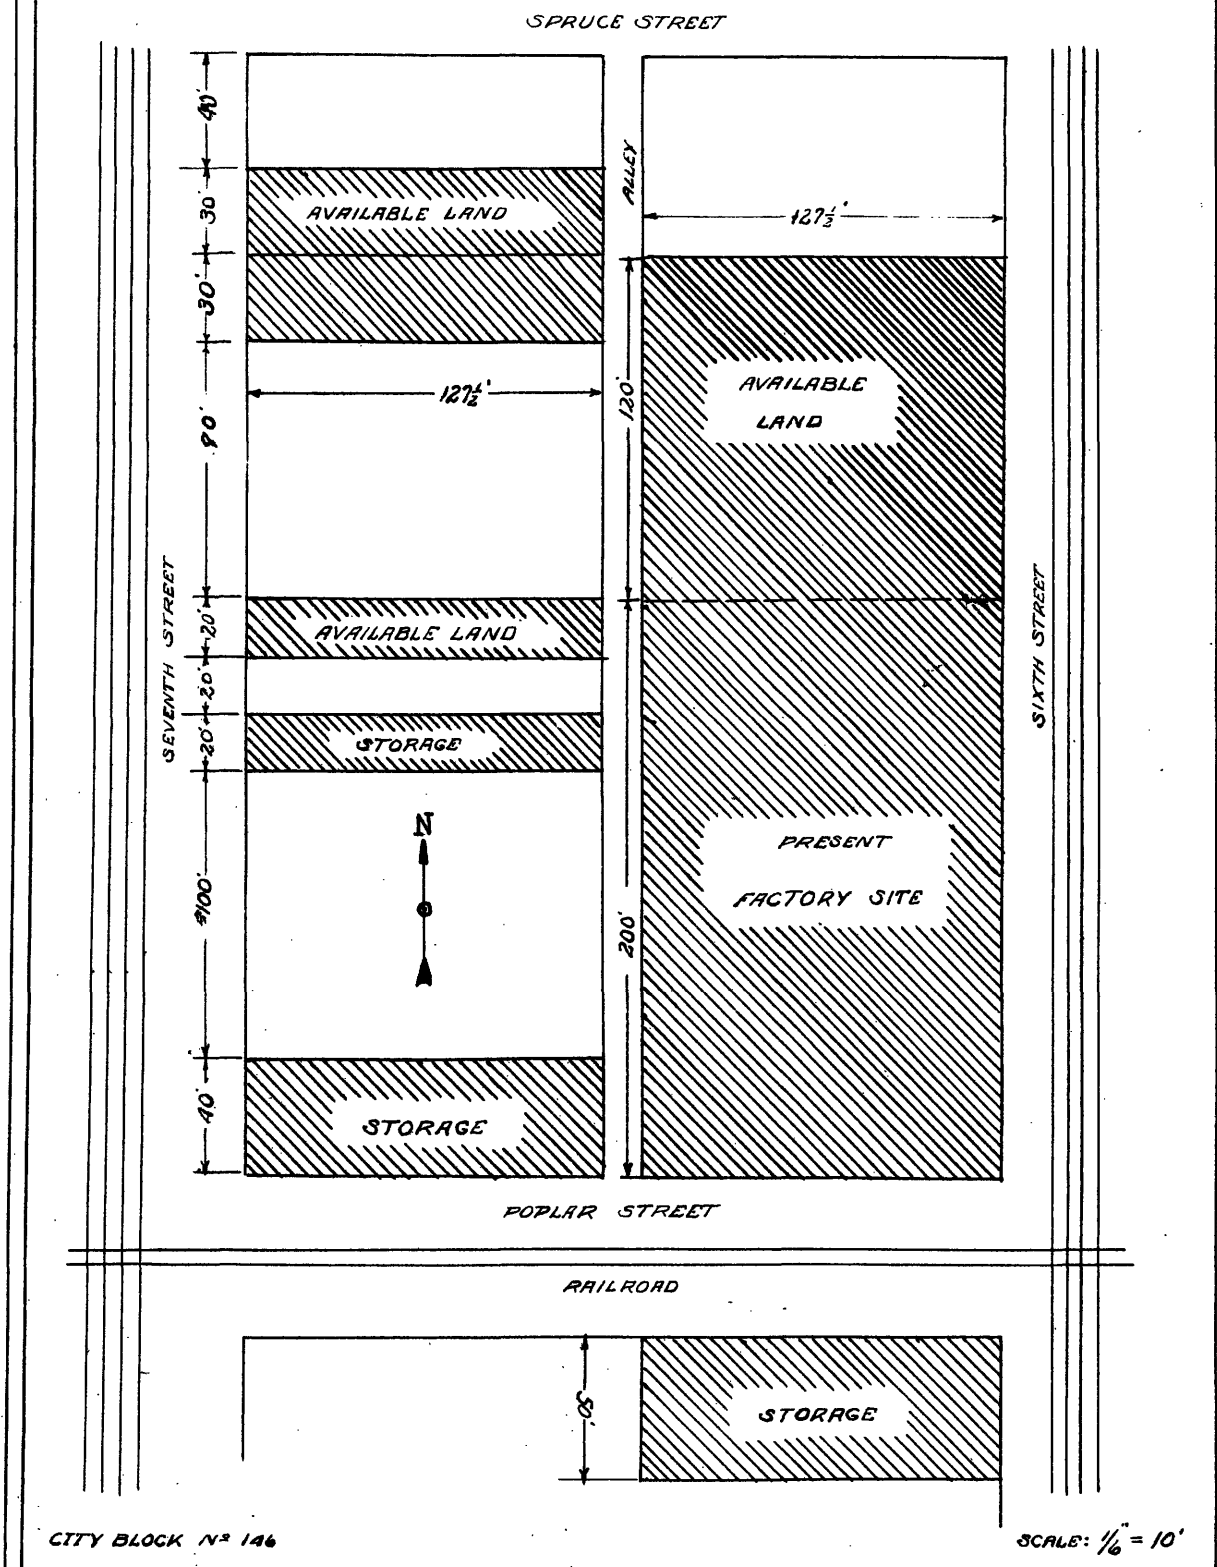 SPRUCE STREET
40'
30'
AVAILABLE LAND
30'
ALLEY
127½'
127½'
90'
120'
AVAILABLE
LAND
SEVENTH STREET
SIXTH STREET
20'
AVAILABLE LAND
20'
20'
STORAGE
N
100'
PRESENT
FACTORY SITE
200'
40'
STORAGE
POPLAR STREET
RAILROAD
50'
STORAGE
CITY BLOCK Nº 146
SCALE: 1/6" = 10'